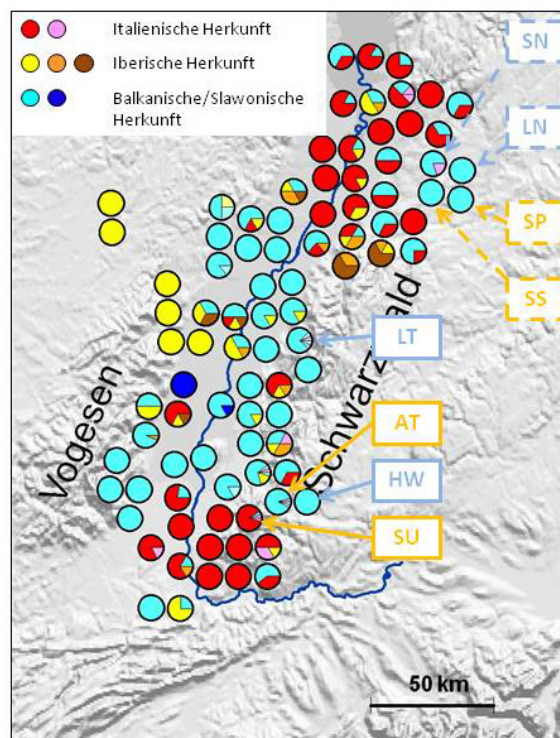 Italienische Herkunft
Iberische Herkunft
Balkanische/Slawonische
Herkunft
SN
LN
SP
SS
LT
AT
HW
SU
Vogesen
Schwarzwald
50 km